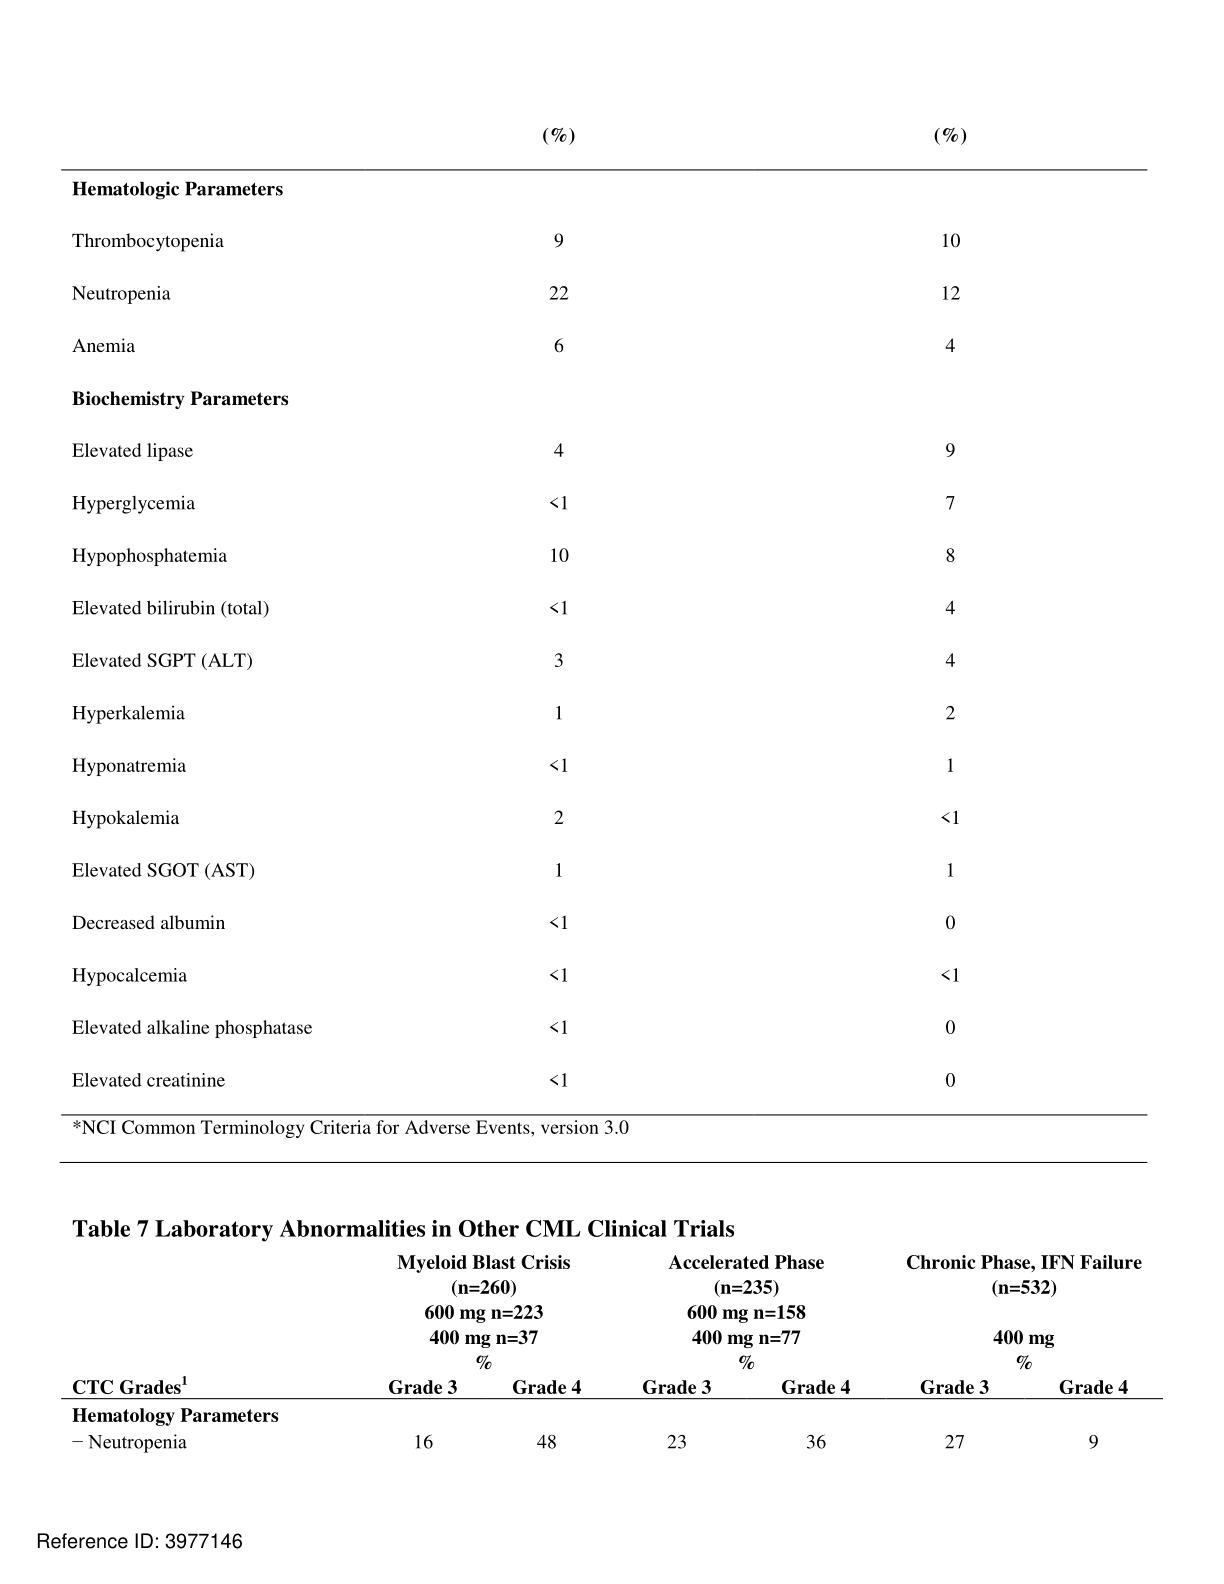 (%) (%)
Hematologic Parameters
Thrombocytopenia 9 10
Neutropenia 22 12
Anemia 6 4
Biochemistry Parameters
Elevated lipase 4 9
Hyperglycemia <1 7
Hypophosphatemia 10 8
Elevated bilirubin (total) <1 4
Elevated SGPT (ALT) 3 4
Hyperkalemia 1 2
Hyponatremia <1 1
Hypokalemia 2 <1
Elevated SGOT (AST) 1 1
Decreased albumin <1 0
Hypocalcemia <1 <1
Elevated alkaline phosphatase <1 0
Elevated creatinine <1 0
*NCI Common Terminology Criteria for Adverse Events, version 3.0
Table 7 Laboratory Abnormalities in Other CML Clinical Trials
Myeloid Blast Crisis Accelerated Phase Chronic Phase, IFN Failure
(n=260) (n=235) (n=532)
600 mg n=223 600 mg n=158
400 mg n=37 400 mg n=77 400 mg
% % %
CTC Grades¹ Grade 3 Grade 4 Grade 3 Grade 4 Grade 3 Grade 4
Hematology Parameters
− Neutropenia 16 48 23 36 27 9
Reference ID: 3977146